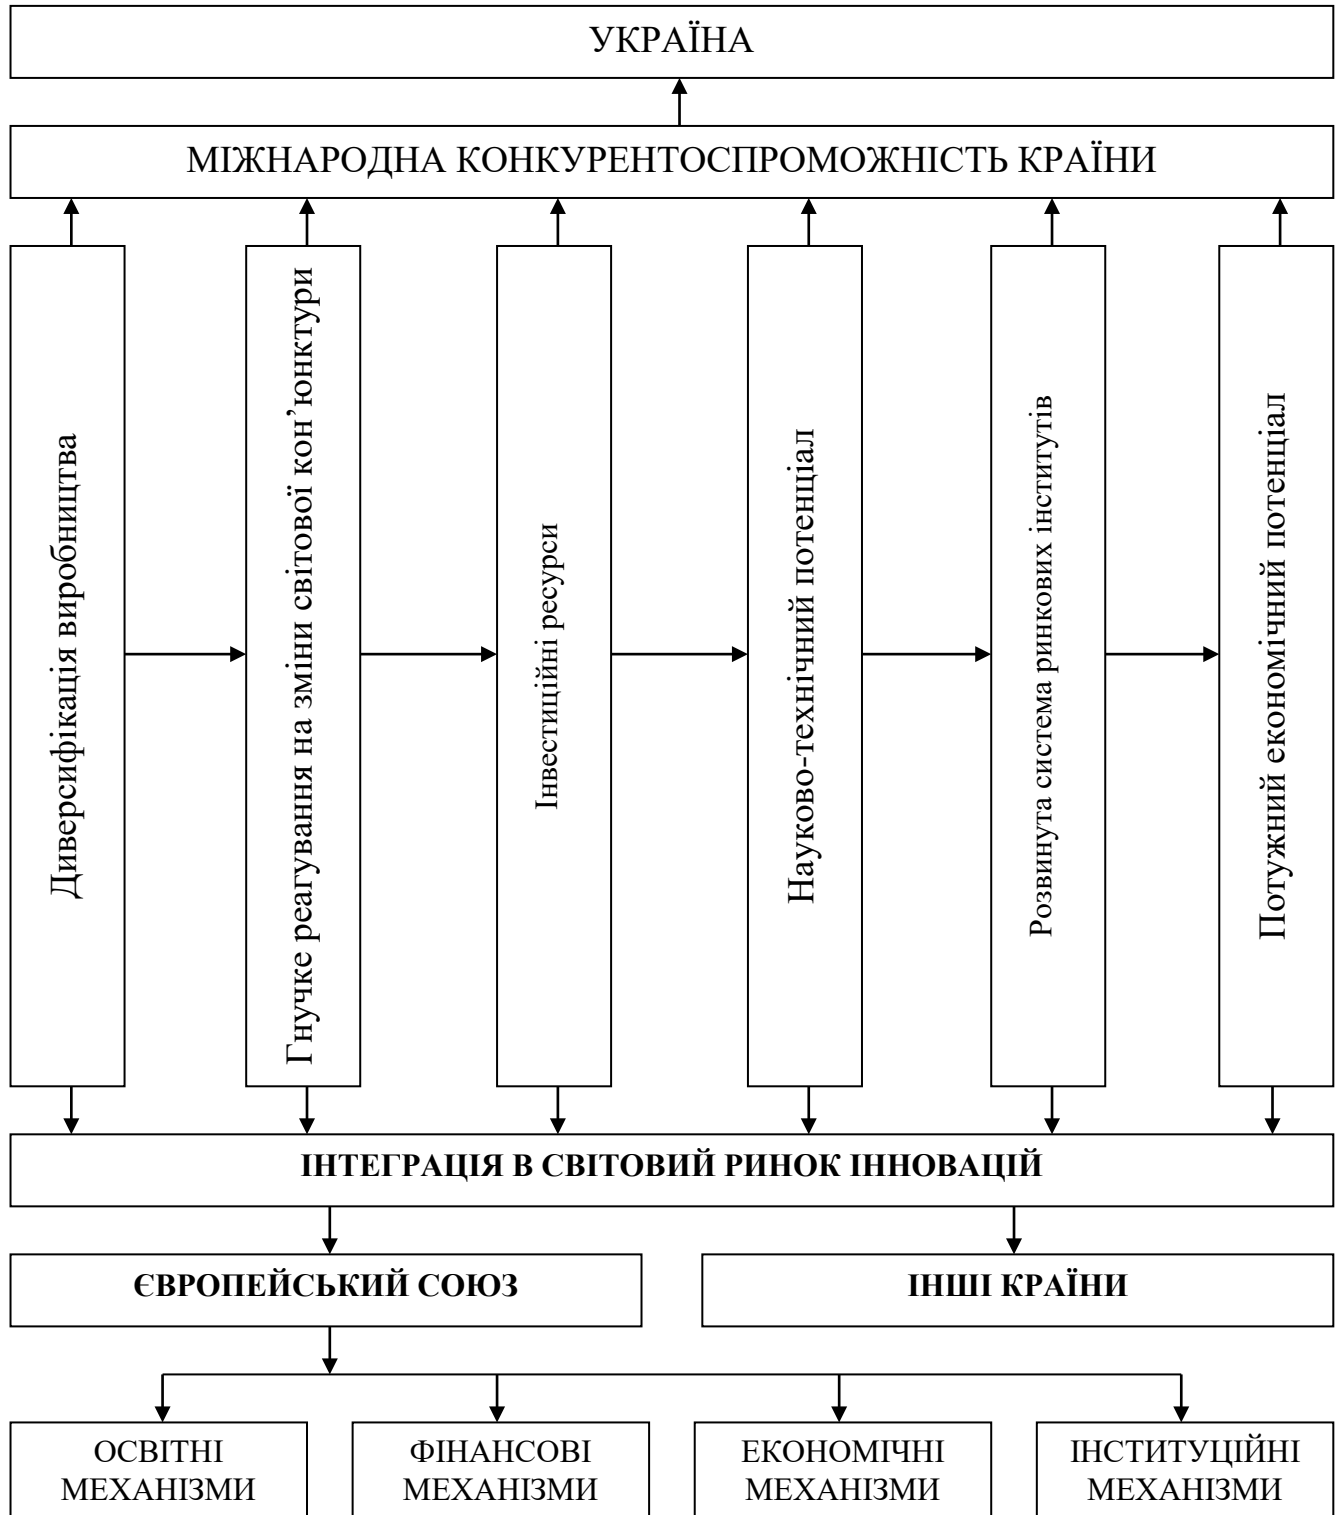 УКРАЇНА
МІЖНАРОДНА КОНКУРЕНТОСПРОМОЖНІСТЬ КРАЇНИ
Диверсифікація виробництва
Гнучке реагування на зміни світової кон’юнктури
Інвестиційні ресурси
Науково-технічний потенціал
Розвинута система ринкових інститутів
Потужний економічний потенціал
ІНТЕГРАЦІЯ В СВІТОВИЙ РИНОК ІННОВАЦІЙ
ЄВРОПЕЙСЬКИЙ СОЮЗ
ІНШІ КРАЇНИ
ОСВІТНІ
МЕХАНІЗМИ
ФІНАНСОВІ
МЕХАНІЗМИ
ЕКОНОМІЧНІ
МЕХАНІЗМИ
ІНСТИТУЦІЙНІ
МЕХАНІЗМИ